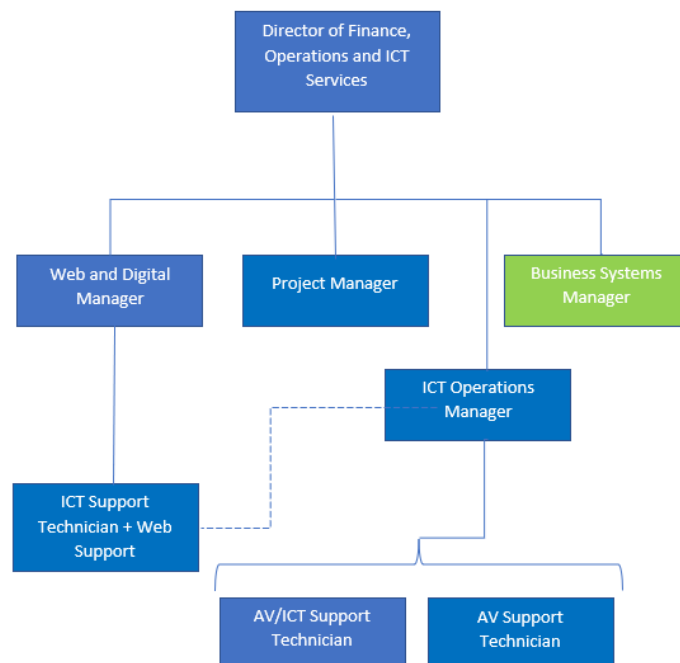 Director of Finance,
Operations and ICT
Services
Web and Digital
Manager
Project Manager
Business Systems
Manager
ICT Operations
Manager
ICT Support
Technician + Web
Support
AV/ICT Support
Technician
AV Support
Technician